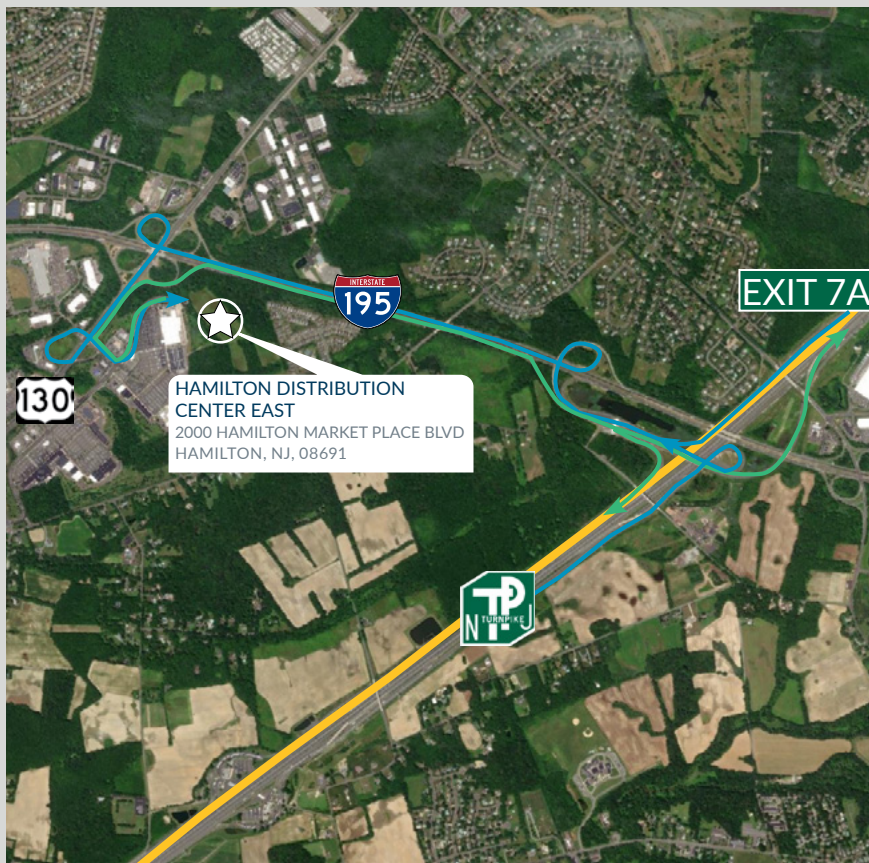 INTERSTATE
195
EXIT 7A
130
HAMILTON DISTRIBUTION
CENTER EAST
2000 HAMILTON MARKET PLACE BLVD
HAMILTON, NJ, 08691
TP
N TURNPIKE J